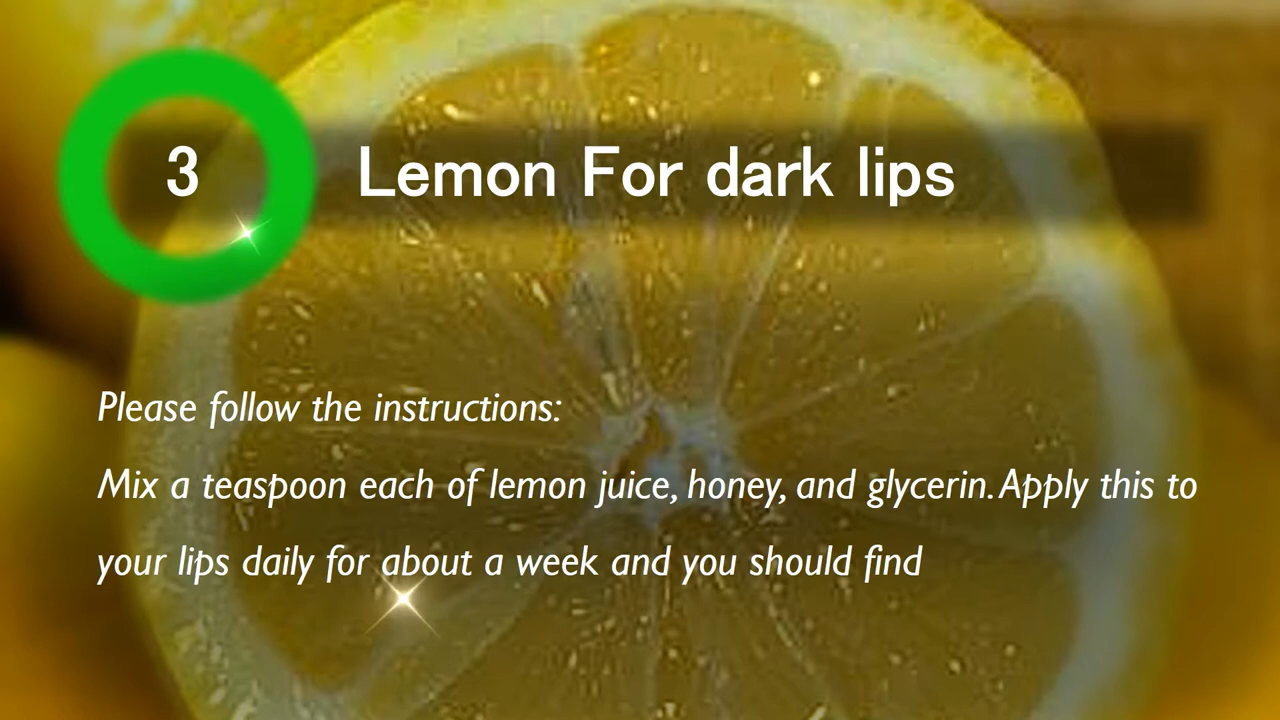 3 Lemon For dark lips
Please follow the instructions:
Mix a teaspoon each of lemon juice, honey, and glycerin. Apply this to
your lips daily for about a week and you should find